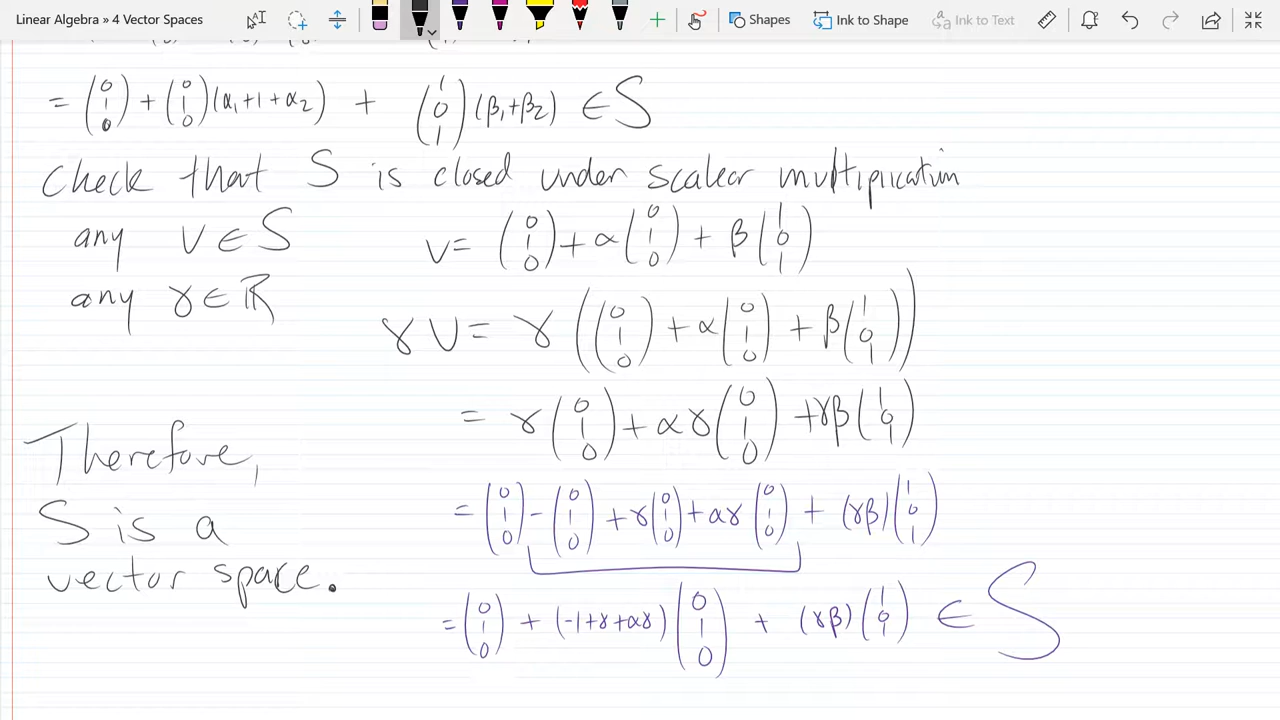 Linear Algebra » 4 Vector Spaces
Shapes
Ink to Shape
Ink to Text
= (0 1 0) + (0 1 0)(α₁+1+α₂) + (1 0 1)(β₁+β₂) ∈ S
Check that S is closed under scalar multiplication
any v ∈ S
v = (0 1 0) + α(0 1 0) + β(1 0 1)
any γ ∈ ℝ
γ v = γ((0 1 0) + α(0 1 0) + β(1 0 1))
= γ(0 1 0) + αγ(0 1 0) + γβ(1 0 1)
Therefore,
S is a
vector space.
= (0 1 0) - (0 1 0) + γ(0 1 0) + αγ(0 1 0) + (γβ)(1 0 1)
= (0 1 0) + (-1+γ+αγ)(0 1 0) + (γβ)(1 0 1) ∈ S